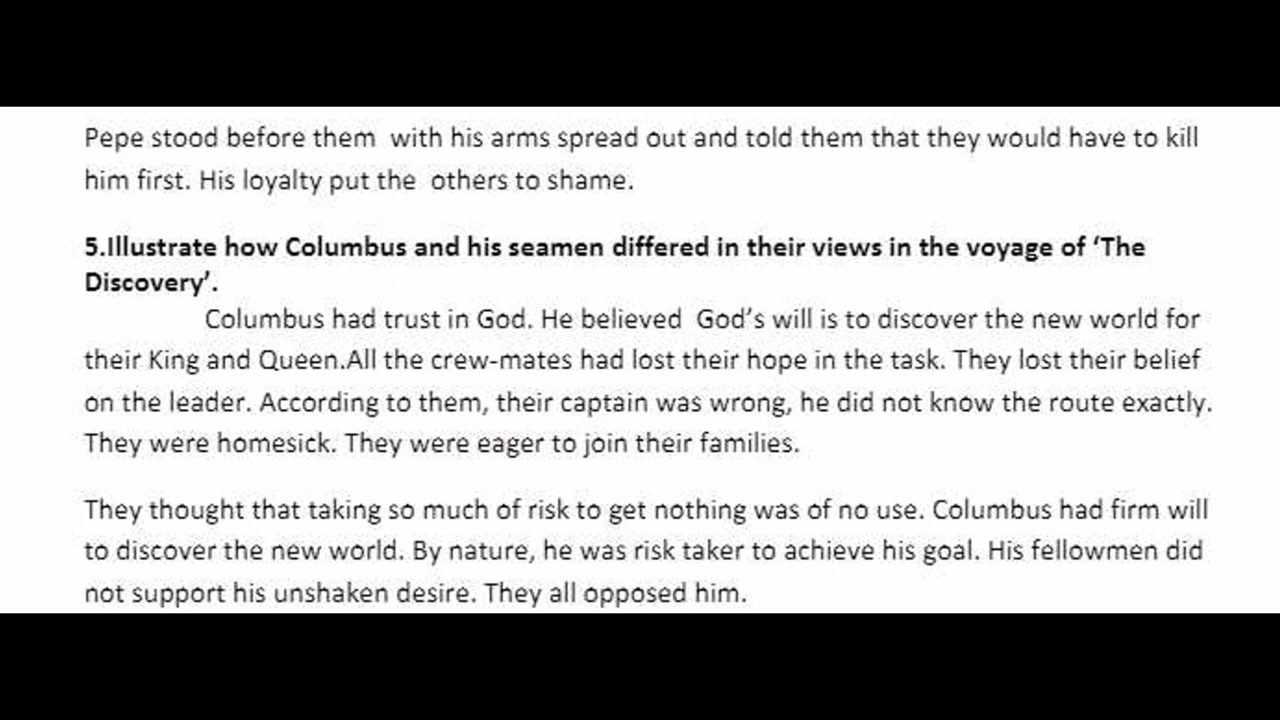 Pepe stood before them  with his arms spread out and told them that they would have to kill
him first. His loyalty put the  others to shame.
5.Illustrate how Columbus and his seamen differed in their views in the voyage of ‘The
Discovery’.
Columbus had trust in God. He believed  God’s will is to discover the new world for
their King and Queen.All the crew-mates had lost their hope in the task. They lost their belief
on the leader. According to them, their captain was wrong, he did not know the route exactly.
They were homesick. They were eager to join their families.
They thought that taking so much of risk to get nothing was of no use. Columbus had firm will
to discover the new world. By nature, he was risk taker to achieve his goal. His fellowmen did
not support his unshaken desire. They all opposed him.